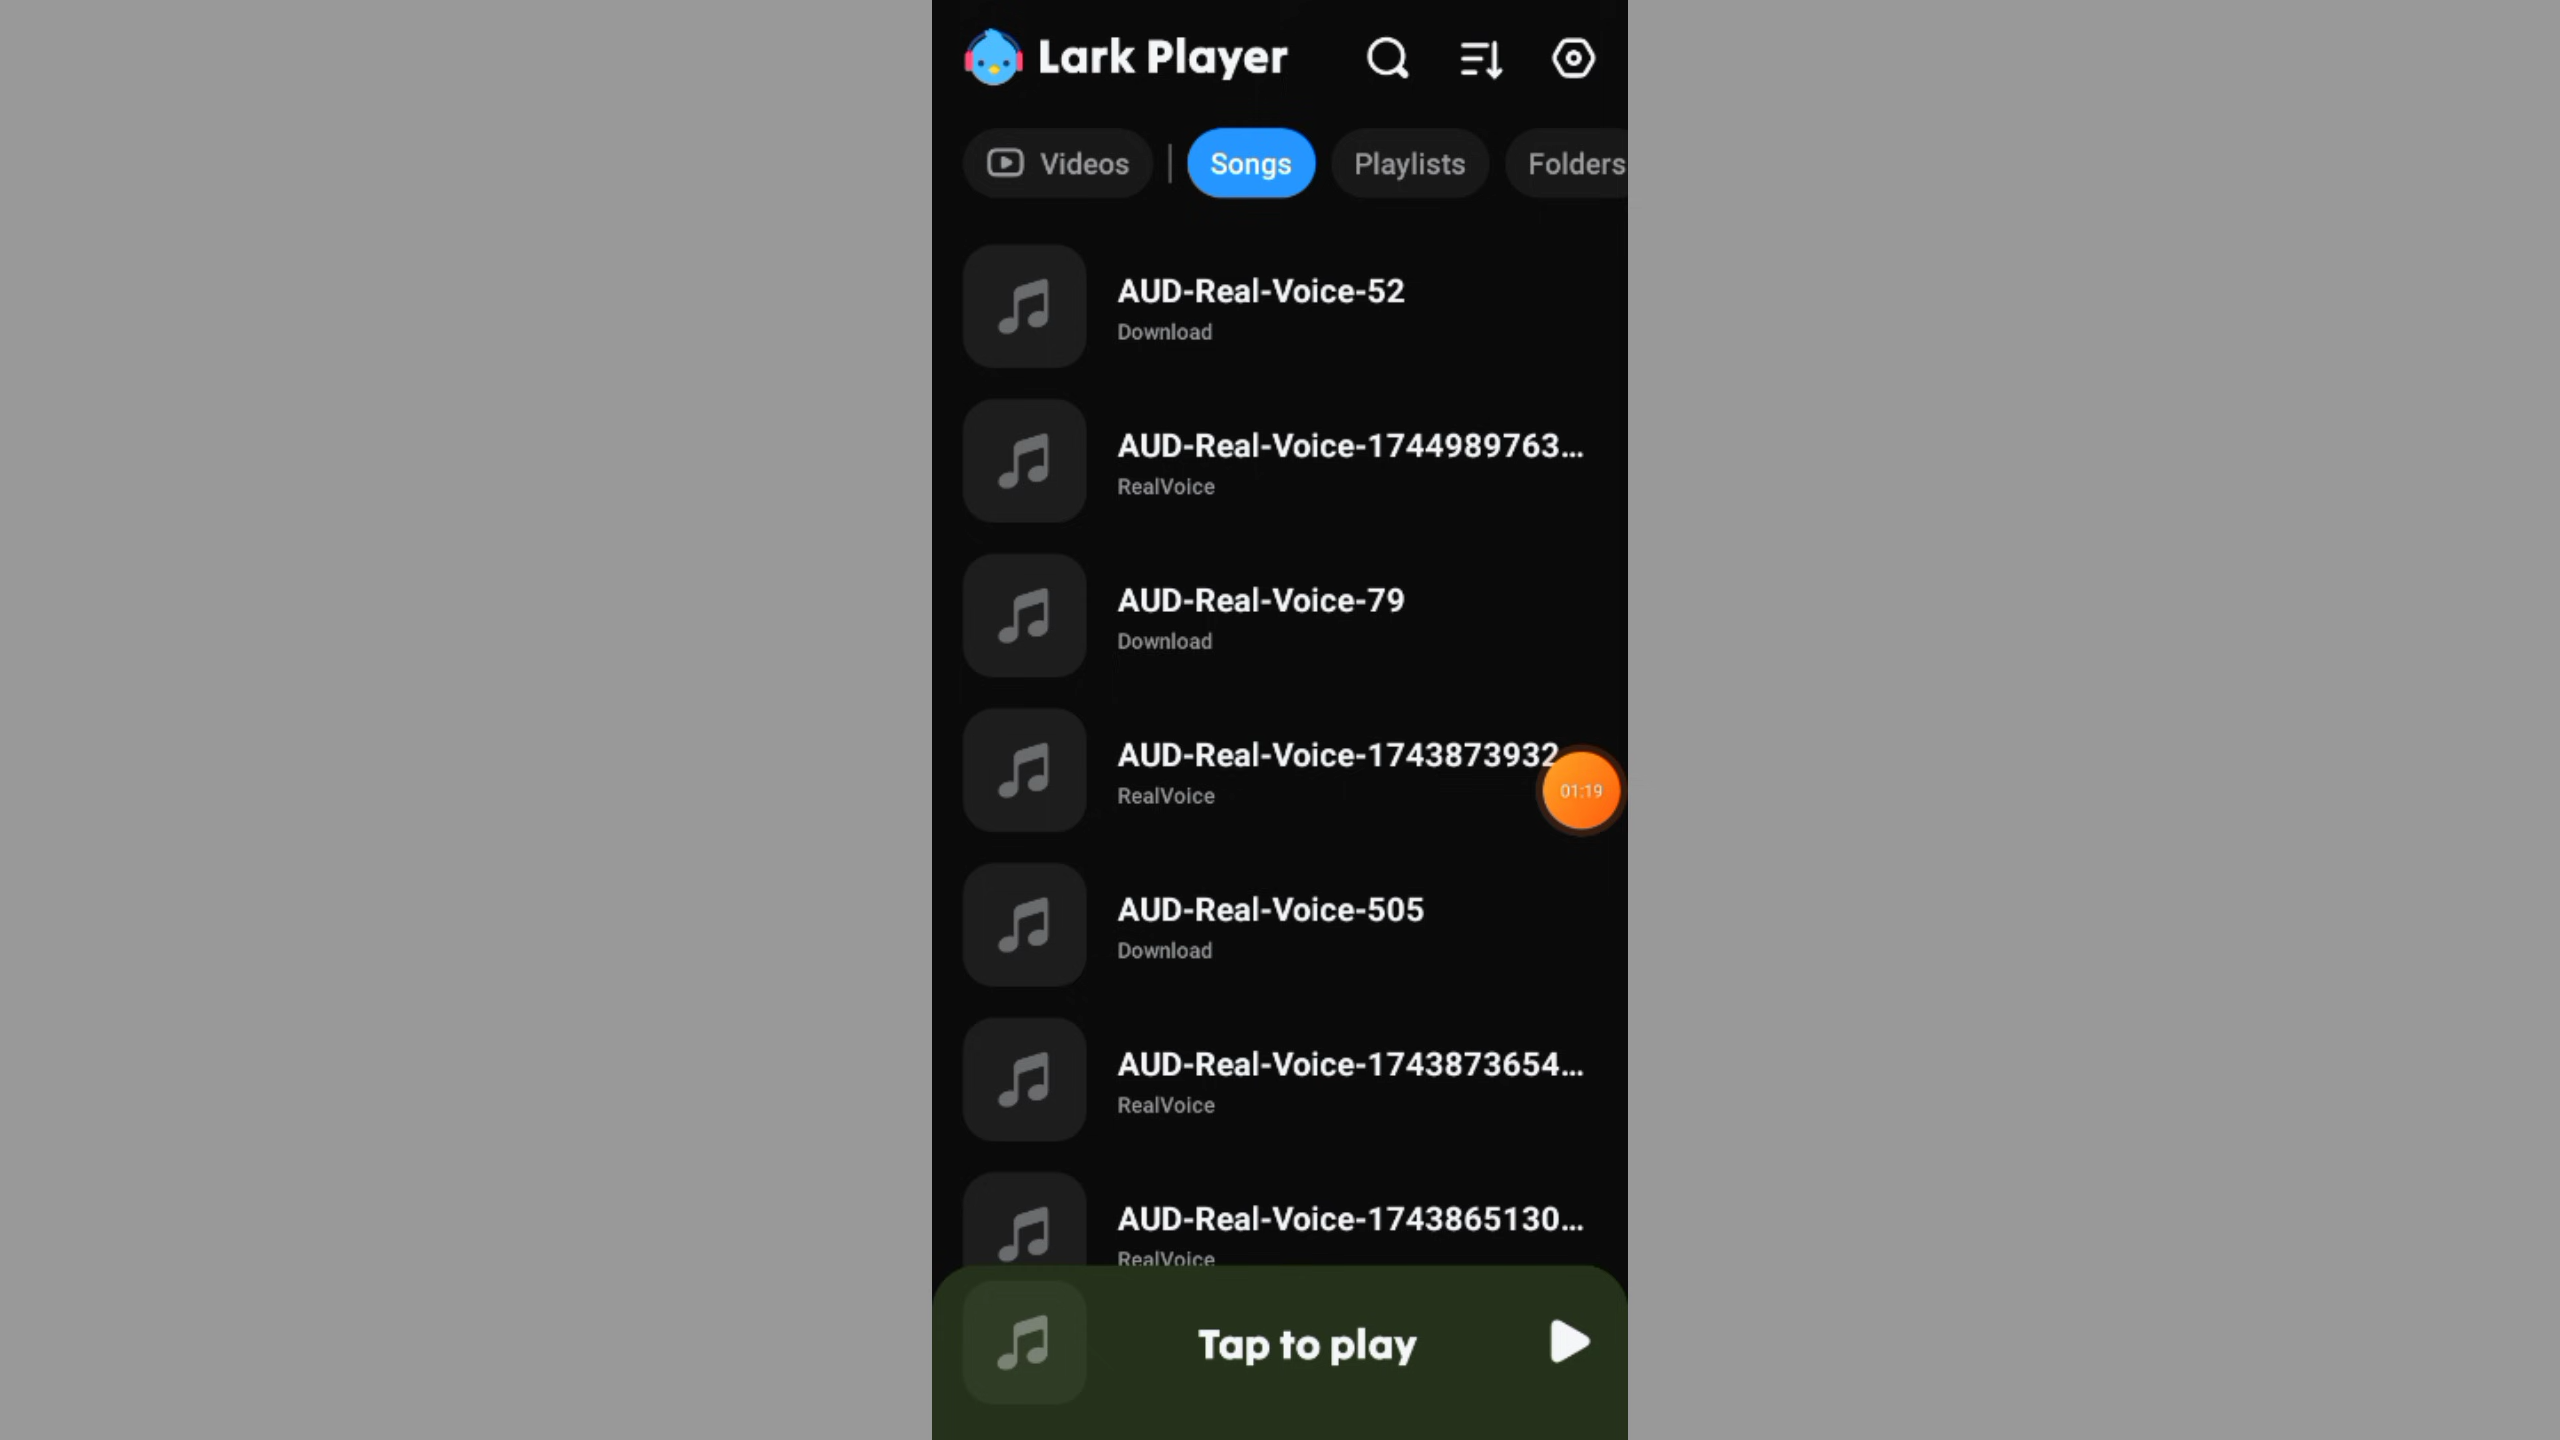 Lark Player
Videos
Songs
Playlists
Folders
AUD-Real-Voice-52
Download
AUD-Real-Voice-1744989763...
RealVoice
AUD-Real-Voice-79
Download
AUD-Real-Voice-1743873932
RealVoice
01:19
AUD-Real-Voice-505
Download
AUD-Real-Voice-1743873654...
RealVoice
AUD-Real-Voice-1743865130...
RealVoice
Tap to play